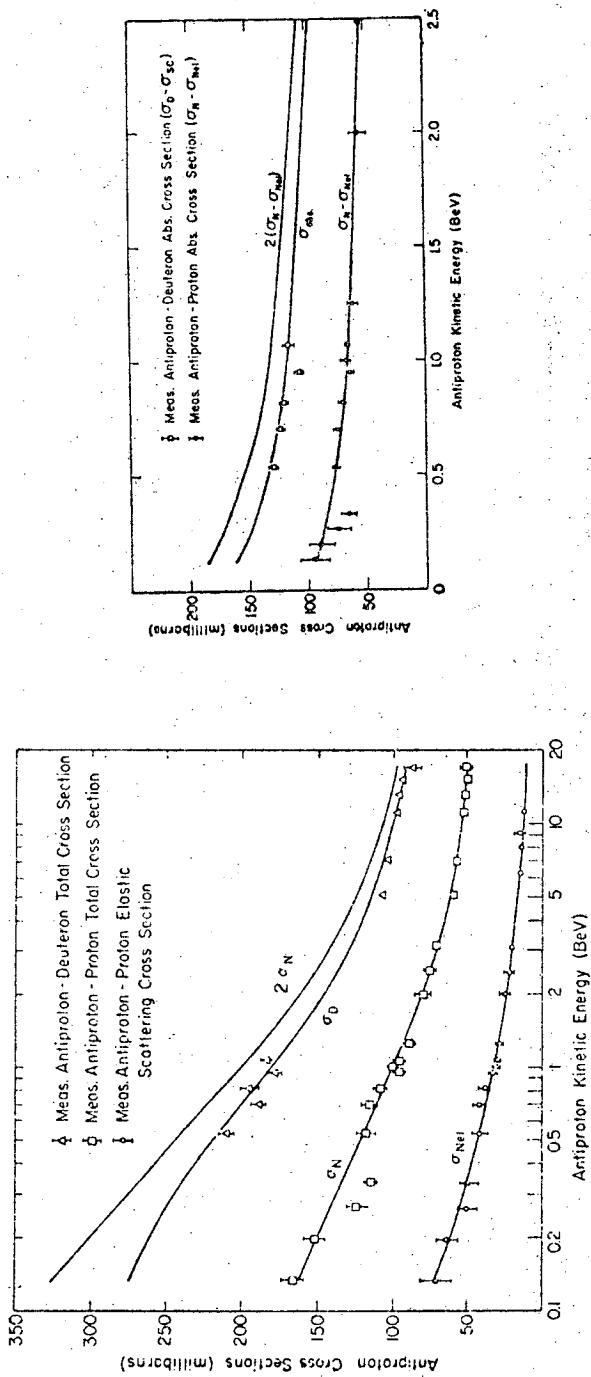 Meas. Antiproton - Deuteron Total Cross Section
Meas. Antiproton - Proton Total Cross Section
Meas. Antiproton - Proton Elastic
Scattering Cross Section
2 σN
σD
σN
σNel
350
300
250
200
150
100
50
0.1
0.2
0.5
1
2
5
10
20
Antiproton Cross Sections (millibarns)
Antiproton Kinetic Energy (BeV)
Meas. Antiproton - Deuteron Abs. Cross Section (σD - σSC)
Meas. Antiproton - Proton Abs. Cross Section (σN - σNel)
2(σN - σNel)
σabs.
σN - σNel
200
150
100
50
0
0.5
1.0
1.5
2.0
2.5
Antiproton Cross Sections (millibarns)
Antiproton Kinetic Energy (BeV)